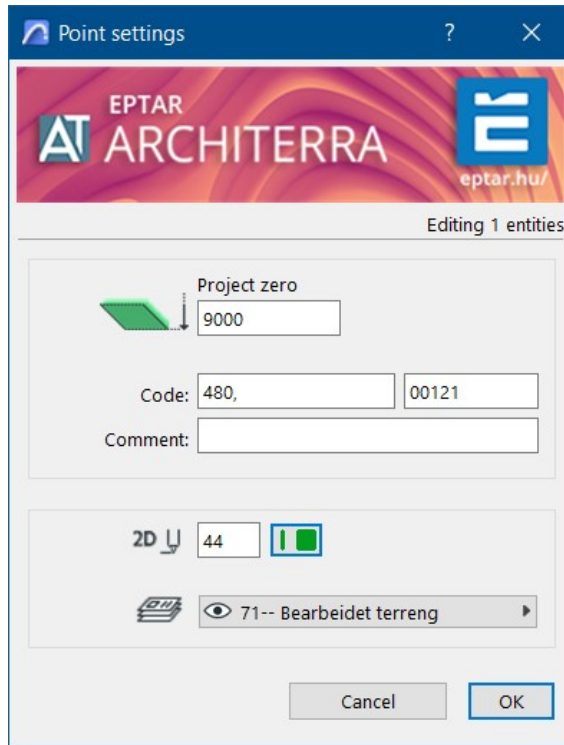 Point settings ?
EPTAR
AT ARCHITERRA
eptar.hu/
Editing 1 entities
Project zero
9000
Code: 480, 00121
Comment:
2D 44
71-- Bearbeidet terreng
Cancel OK